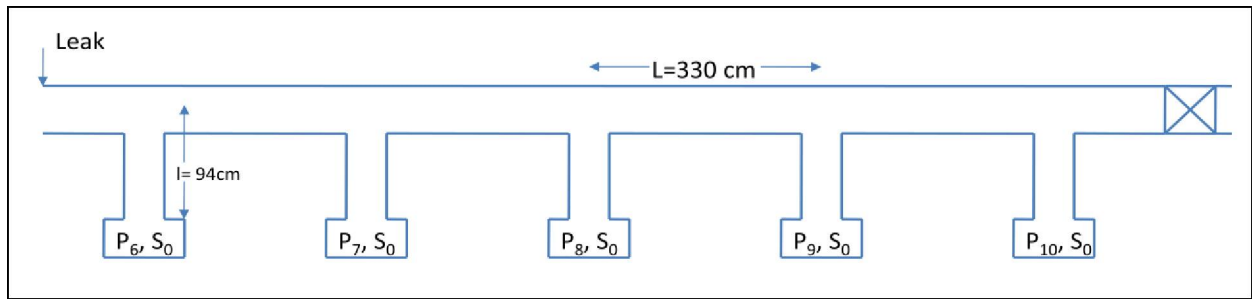 Leak
L=330 cm
l= 94cm
P₆, S₀
P₇, S₀
P₈, S₀
P₉, S₀
P₁₀, S₀